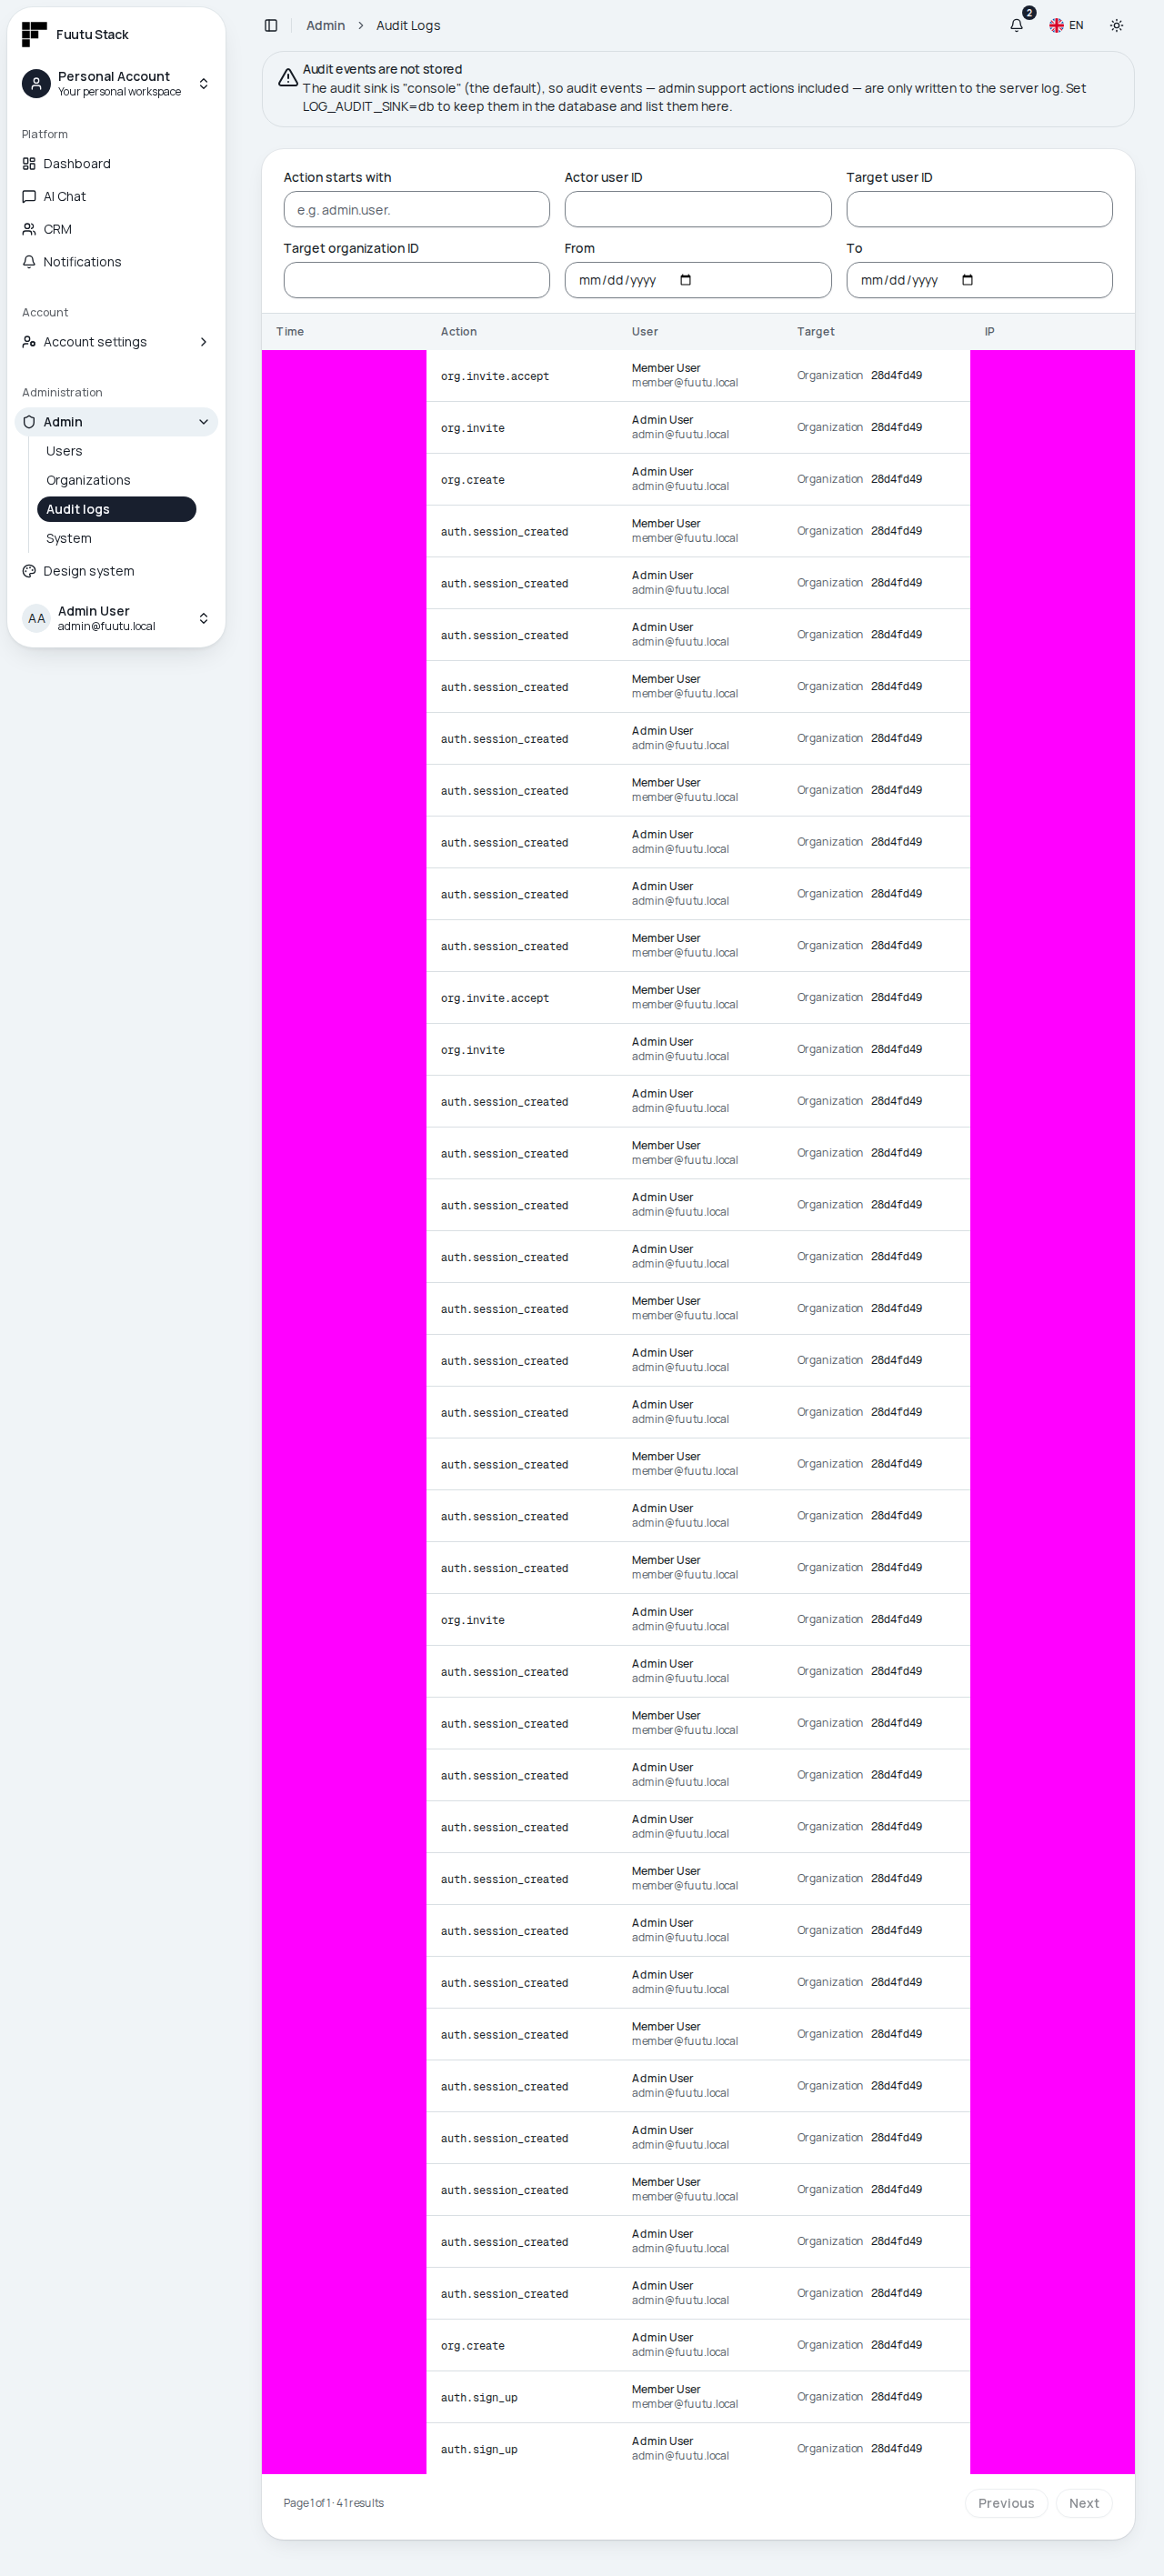 Fuutu Stack
Personal Account
Your personal workspace
Platform
Dashboard
AI Chat
CRM
Notifications
Account
Account settings
Administration
Admin
Users
Organizations
Audit logs
System
Design system
AA
Admin User
admin@fuutu.local
Admin > Audit Logs
2
EN
Audit events are not stored
The audit sink is "console" (the default), so audit events — admin support actions included — are only written to the server log. Set
LOG_AUDIT_SINK=db to keep them in the database and list them here.
Action starts with
e.g. admin.user.
Actor user ID
Target user ID
Target organization ID
From
mm/dd/yyyy
To
mm/dd/yyyy
Time Action User Target IP
org.invite.accept Member User member@fuutu.local Organization 28d4fd49
org.invite Admin User admin@fuutu.local Organization 28d4fd49
org.create Admin User admin@fuutu.local Organization 28d4fd49
auth.session_created Member User member@fuutu.local Organization 28d4fd49
auth.session_created Admin User admin@fuutu.local Organization 28d4fd49
auth.session_created Admin User admin@fuutu.local Organization 28d4fd49
auth.session_created Member User member@fuutu.local Organization 28d4fd49
auth.session_created Admin User admin@fuutu.local Organization 28d4fd49
auth.session_created Member User member@fuutu.local Organization 28d4fd49
auth.session_created Admin User admin@fuutu.local Organization 28d4fd49
auth.session_created Admin User admin@fuutu.local Organization 28d4fd49
auth.session_created Member User member@fuutu.local Organization 28d4fd49
org.invite.accept Member User member@fuutu.local Organization 28d4fd49
org.invite Admin User admin@fuutu.local Organization 28d4fd49
auth.session_created Admin User admin@fuutu.local Organization 28d4fd49
auth.session_created Member User member@fuutu.local Organization 28d4fd49
auth.session_created Admin User admin@fuutu.local Organization 28d4fd49
auth.session_created Admin User admin@fuutu.local Organization 28d4fd49
auth.session_created Member User member@fuutu.local Organization 28d4fd49
auth.session_created Admin User admin@fuutu.local Organization 28d4fd49
auth.session_created Admin User admin@fuutu.local Organization 28d4fd49
auth.session_created Member User member@fuutu.local Organization 28d4fd49
auth.session_created Admin User admin@fuutu.local Organization 28d4fd49
auth.session_created Member User member@fuutu.local Organization 28d4fd49
org.invite Admin User admin@fuutu.local Organization 28d4fd49
auth.session_created Admin User admin@fuutu.local Organization 28d4fd49
auth.session_created Member User member@fuutu.local Organization 28d4fd49
auth.session_created Admin User admin@fuutu.local Organization 28d4fd49
auth.session_created Admin User admin@fuutu.local Organization 28d4fd49
auth.session_created Member User member@fuutu.local Organization 28d4fd49
auth.session_created Admin User admin@fuutu.local Organization 28d4fd49
auth.session_created Admin User admin@fuutu.local Organization 28d4fd49
auth.session_created Member User member@fuutu.local Organization 28d4fd49
auth.session_created Admin User admin@fuutu.local Organization 28d4fd49
auth.session_created Admin User admin@fuutu.local Organization 28d4fd49
auth.session_created Member User member@fuutu.local Organization 28d4fd49
auth.session_created Admin User admin@fuutu.local Organization 28d4fd49
auth.session_created Admin User admin@fuutu.local Organization 28d4fd49
org.create Admin User admin@fuutu.local Organization 28d4fd49
auth.sign_up Member User member@fuutu.local Organization 28d4fd49
auth.sign_up Admin User admin@fuutu.local Organization 28d4fd49
Page 1 of 1 · 41 results
Previous
Next